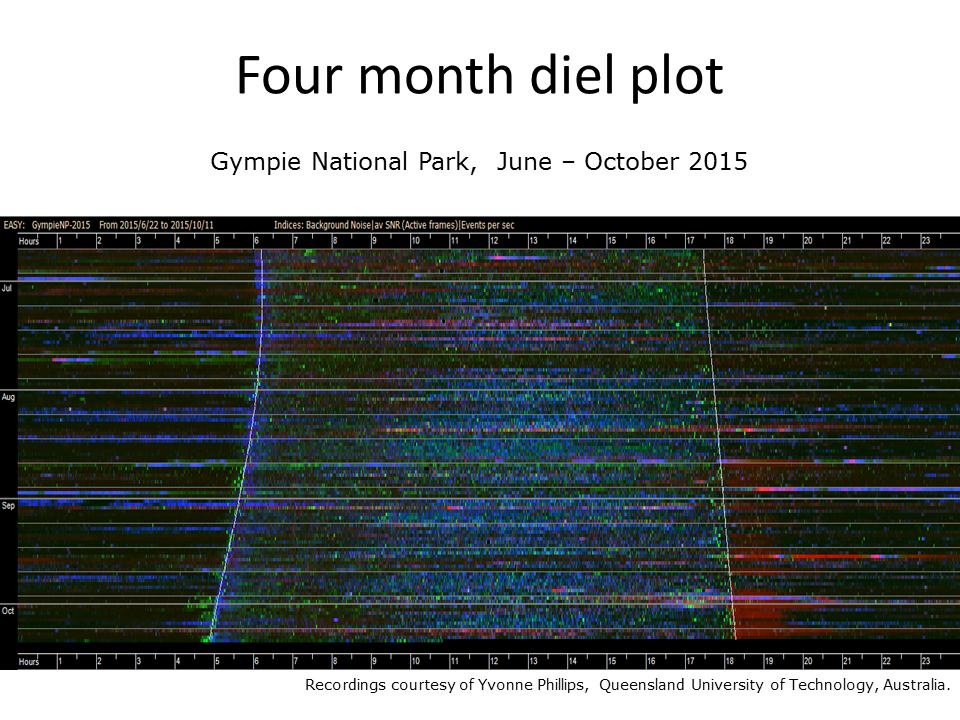 Four month diel plot
Gympie National Park, June – October 2015
EASY: GympieNP-2015 From 2015/6/22 to 2015/10/11 Indices: Background Noise|av SNR (Active frames)|Events per sec
Hours 1 2 3 4 5 6 7 8 9 10 11 12 13 14 15 16 17 18 19 20 21 22 23
Jul
Aug
Sep
Oct
Hours 1 2 3 4 5 6 7 8 9 10 11 12 13 14 15 16 17 18 19 20 21 22 23
Recordings courtesy of Yvonne Phillips, Queensland University of Technology, Australia.